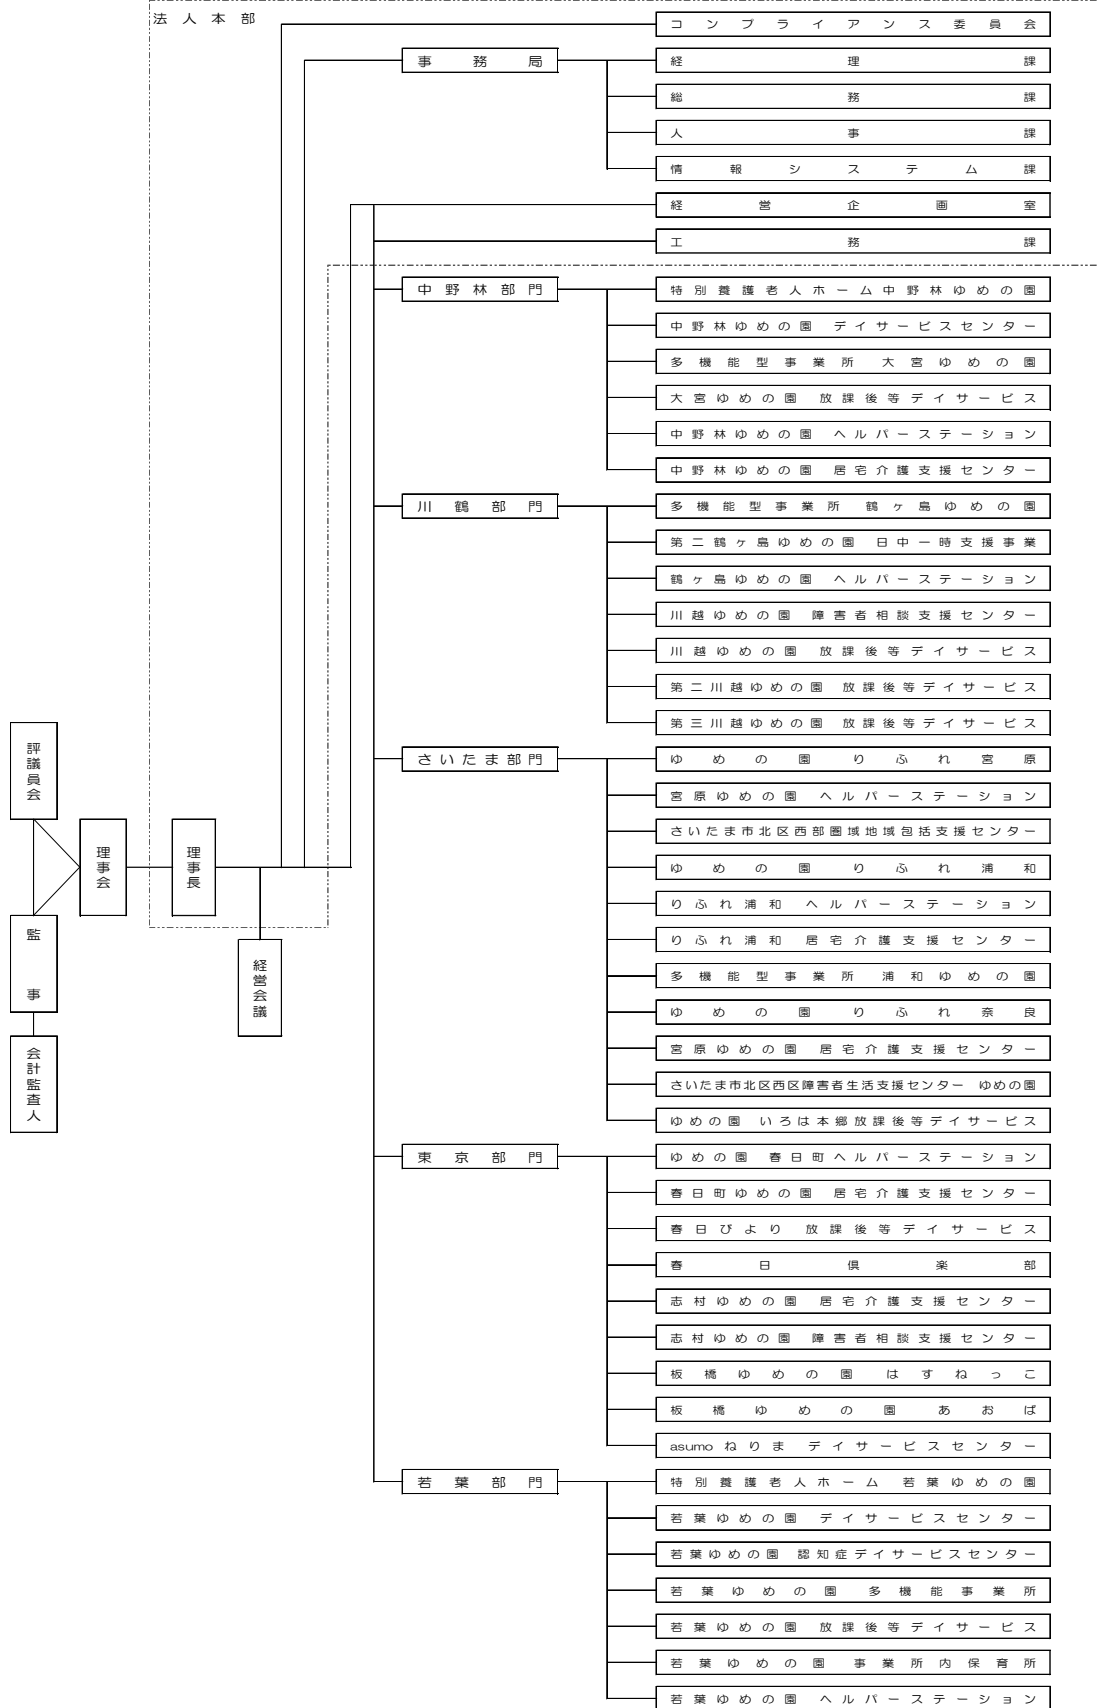 法人本部
コンプライアンス委員会
事務局
経理課
総務課
人事課
情報システム課
経営企画室
工務課
中野林部門
特別養護老人ホーム中野林ゆめの園
中野林ゆめの園 デイサービスセンター
多機能型事業所 大宮ゆめの園
大宮ゆめの園 放課後等デイサービス
中野林ゆめの園 ヘルパーステーション
中野林ゆめの園 居宅介護支援センター
川鶴部門
多機能型事業所 鶴ヶ島ゆめの園
第二鶴ヶ島ゆめの園 日中一時支援事業
鶴ヶ島ゆめの園 ヘルパーステーション
川越ゆめの園 障害者相談支援センター
川越ゆめの園 放課後等デイサービス
第二川越ゆめの園 放課後等デイサービス
第三川越ゆめの園 放課後等デイサービス
さいたま部門
ゆめの園りふれ宮原
宮原ゆめの園 ヘルパーステーション
さいたま市北区西部圏域地域包括支援センター
ゆめの園りふれ浦和
りふれ浦和 ヘルパーステーション
りふれ浦和 居宅介護支援センター
多機能型事業所 浦和ゆめの園
ゆめの園りふれ奈良
宮原ゆめの園 居宅介護支援センター
さいたま市北区西区障害者生活支援センター ゆめの園
ゆめの園 いろは本郷放課後等デイサービス
東京部門
ゆめの園 春日町ヘルパーステーション
春日町ゆめの園 居宅介護支援センター
春日びより 放課後等デイサービス
春日倶楽部
志村ゆめの園 居宅介護支援センター
志村ゆめの園 障害者相談支援センター
板橋ゆめの園はすねっこ
板橋ゆめの園あおば
asumoねりま デイサービスセンター
若葉部門
特別養護老人ホーム 若葉ゆめの園
若葉ゆめの園 デイサービスセンター
若葉ゆめの園 認知症デイサービスセンター
若葉ゆめの園 多機能事業所
若葉ゆめの園 放課後等デイサービス
若葉ゆめの園 事業所内保育所
若葉ゆめの園 ヘルパーステーション
評議員会
理事会
理事長
監事
経営会議
会計監査人